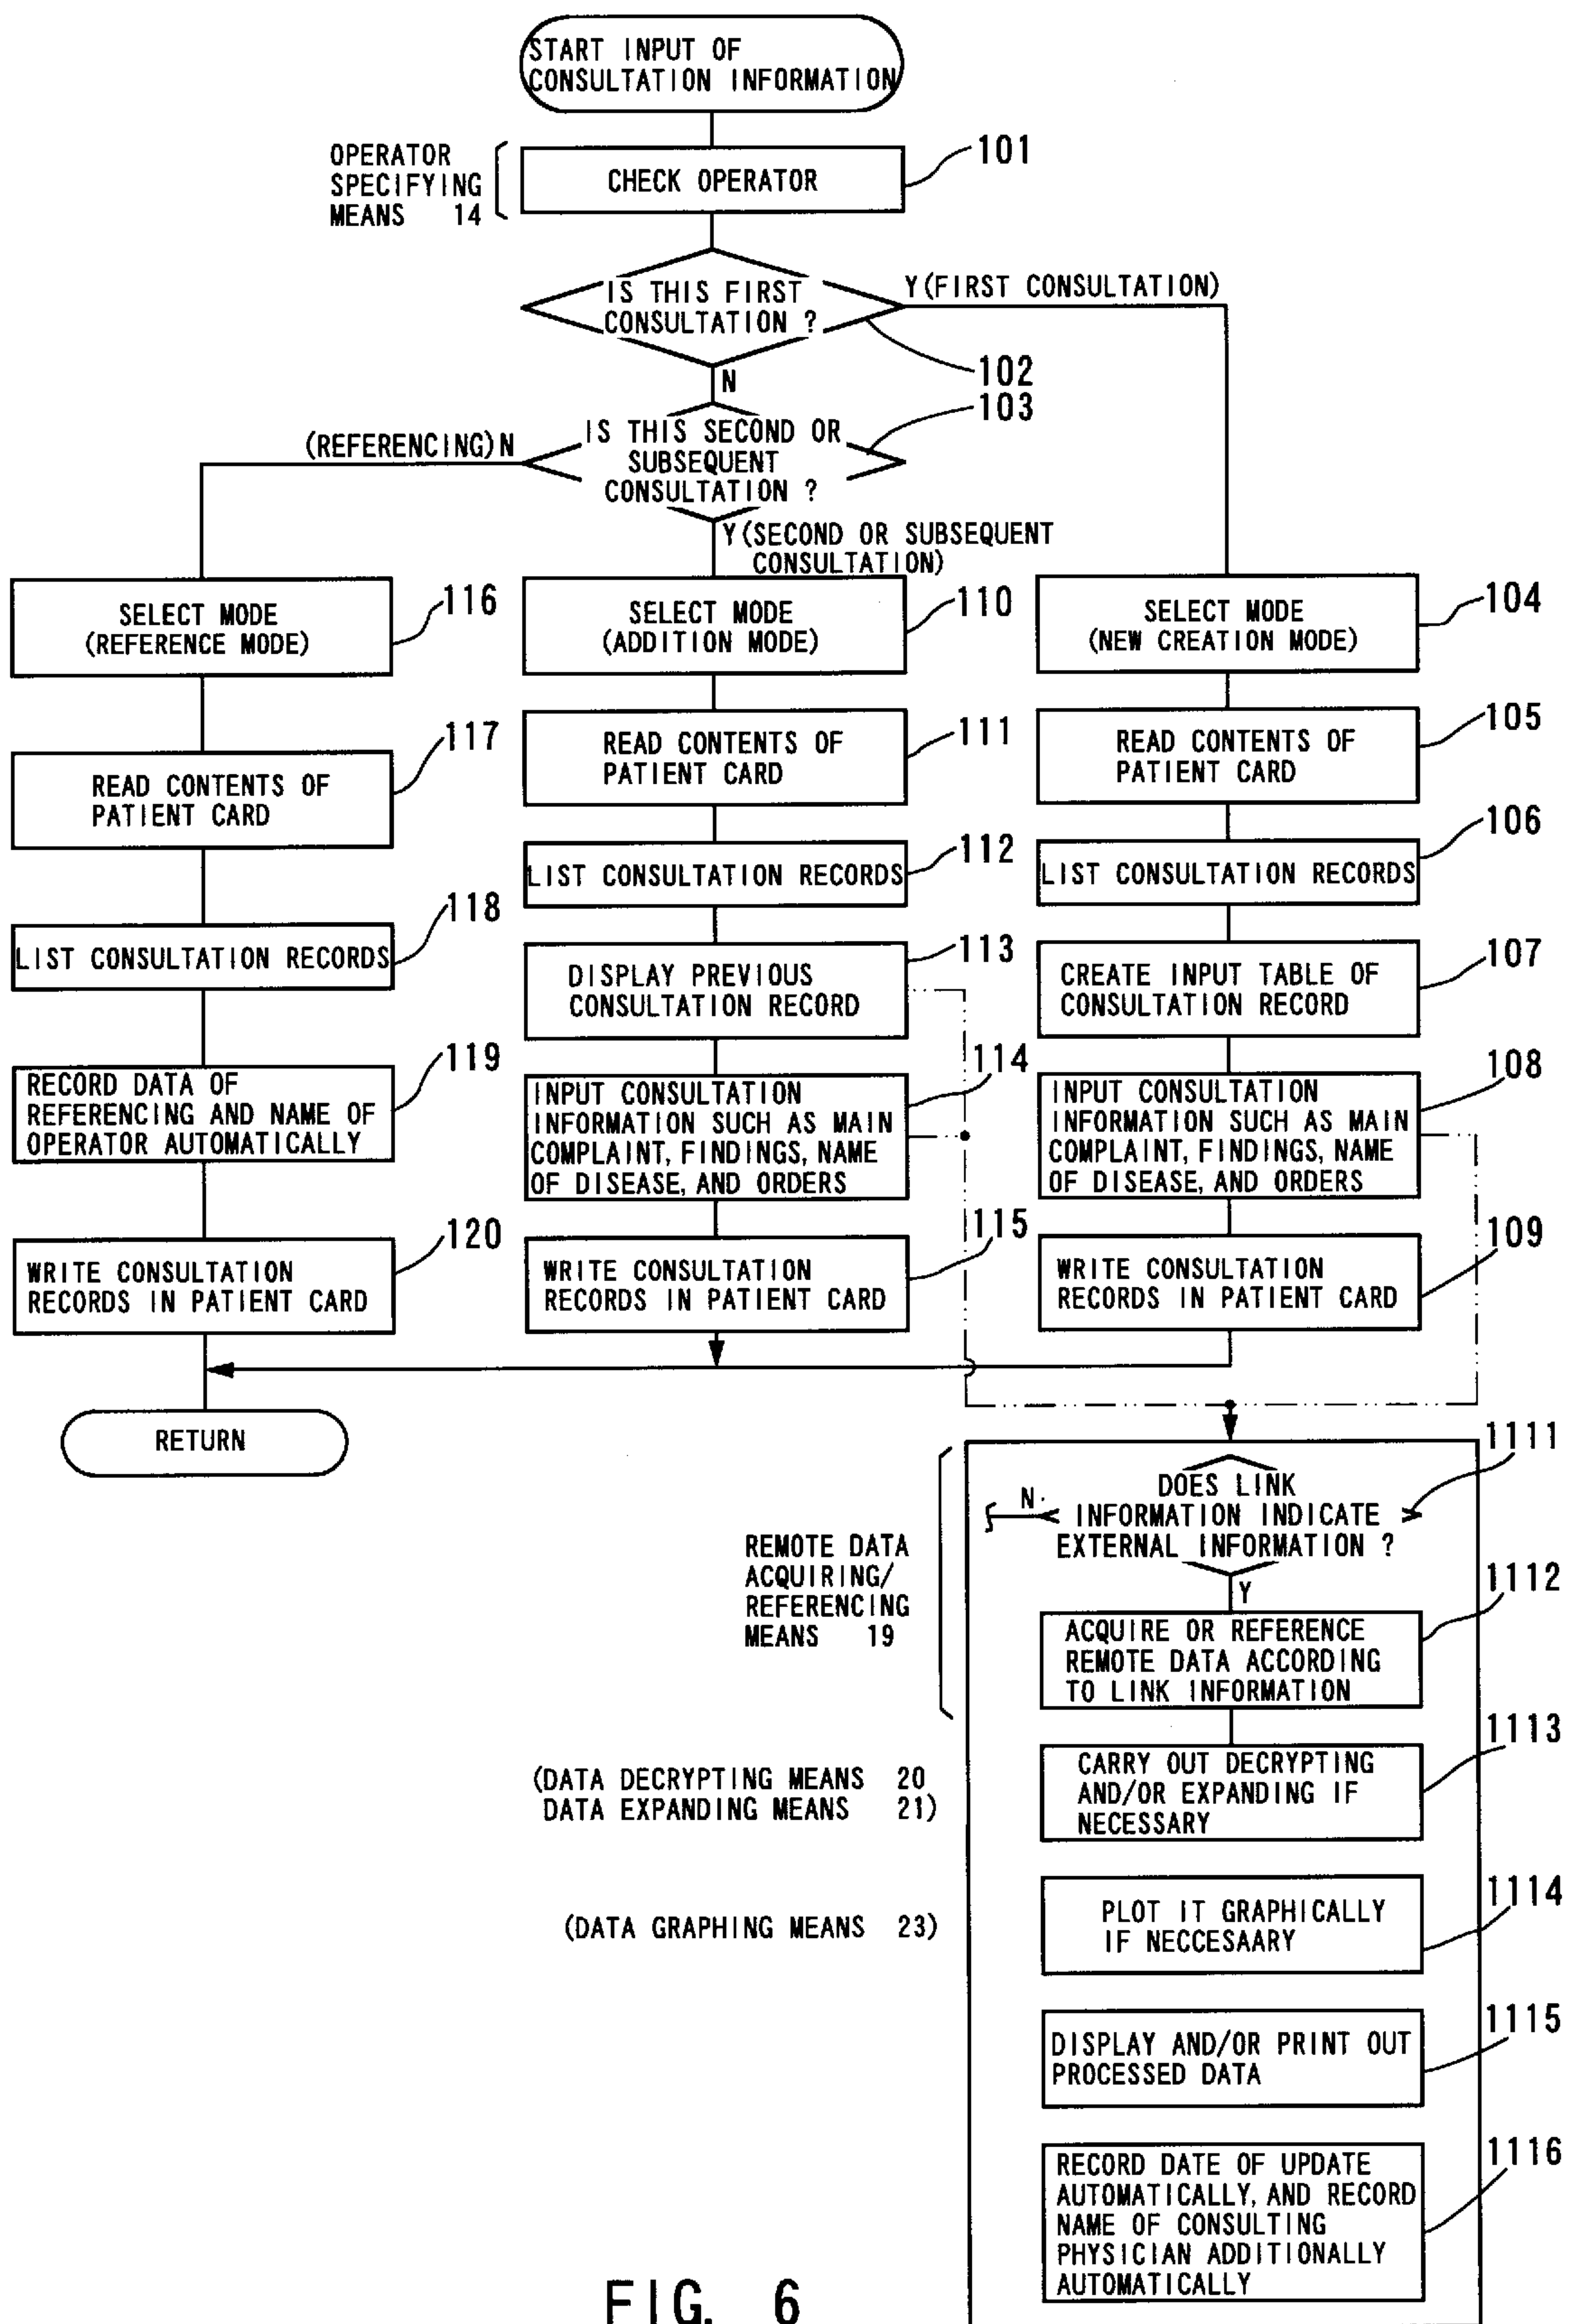 START INPUT OF
CONSULTATION INFORMATION
OPERATOR
SPECIFYING
MEANS 14
CHECK OPERATOR
101
IS THIS FIRST
CONSULTATION ?
Y(FIRST CONSULTATION)
102
N
103
(REFERENCING)N
IS THIS SECOND OR
SUBSEQUENT
CONSULTATION ?
Y(SECOND OR SUBSEQUENT
CONSULTATION)
SELECT MODE
(REFERENCE MODE)
116
READ CONTENTS OF
PATIENT CARD
117
LIST CONSULTATION RECORDS
118
RECORD DATA OF
REFERENCING AND NAME OF
OPERATOR AUTOMATICALLY
119
WRITE CONSULTATION
RECORDS IN PATIENT CARD
120
RETURN
SELECT MODE
(ADDITION MODE)
110
READ CONTENTS OF
PATIENT CARD
111
LIST CONSULTATION RECORDS
112
DISPLAY PREVIOUS
CONSULTATION RECORD
113
INPUT CONSULTATION
INFORMATION SUCH AS MAIN
COMPLAINT, FINDINGS, NAME
OF DISEASE, AND ORDERS
114
WRITE CONSULTATION
RECORDS IN PATIENT CARD
115
SELECT MODE
(NEW CREATION MODE)
104
READ CONTENTS OF
PATIENT CARD
105
LIST CONSULTATION RECORDS
106
CREATE INPUT TABLE OF
CONSULTATION RECORD
107
INPUT CONSULTATION
INFORMATION SUCH AS MAIN
COMPLAINT, FINDINGS, NAME
OF DISEASE, AND ORDERS
108
WRITE CONSULTATION
RECORDS IN PATIENT CARD
109
REMOTE DATA
ACQUIRING/
REFERENCING
MEANS 19
N
DOES LINK
INFORMATION INDICATE
EXTERNAL INFORMATION ?
1111
Y
ACQUIRE OR REFERENCE
REMOTE DATA ACCORDING
TO LINK INFORMATION
1112
(DATA DECRYPTING MEANS 20
DATA EXPANDING MEANS 21)
CARRY OUT DECRYPTING
AND/OR EXPANDING IF
NECESSARY
1113
(DATA GRAPHING MEANS 23)
PLOT IT GRAPHICALLY
IF NECCESAARY
1114
DISPLAY AND/OR PRINT OUT
PROCESSED DATA
1115
RECORD DATE OF UPDATE
AUTOMATICALLY, AND RECORD
NAME OF CONSULTING
PHYSICIAN ADDITIONALLY
AUTOMATICALLY
1116
FIG. 6